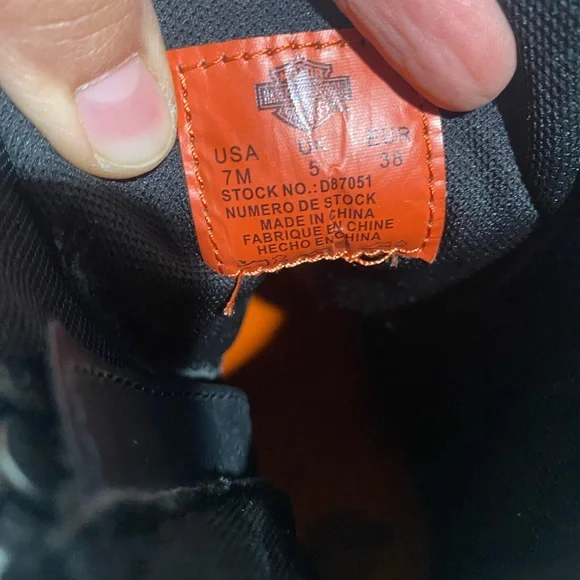 USA UK EUR
7M 5 38
STOCK NO.: D87051
NUMERO DE STOCK
MADE IN CHINA
FABRIQUE EN CHINE
HECHO EN CHINA